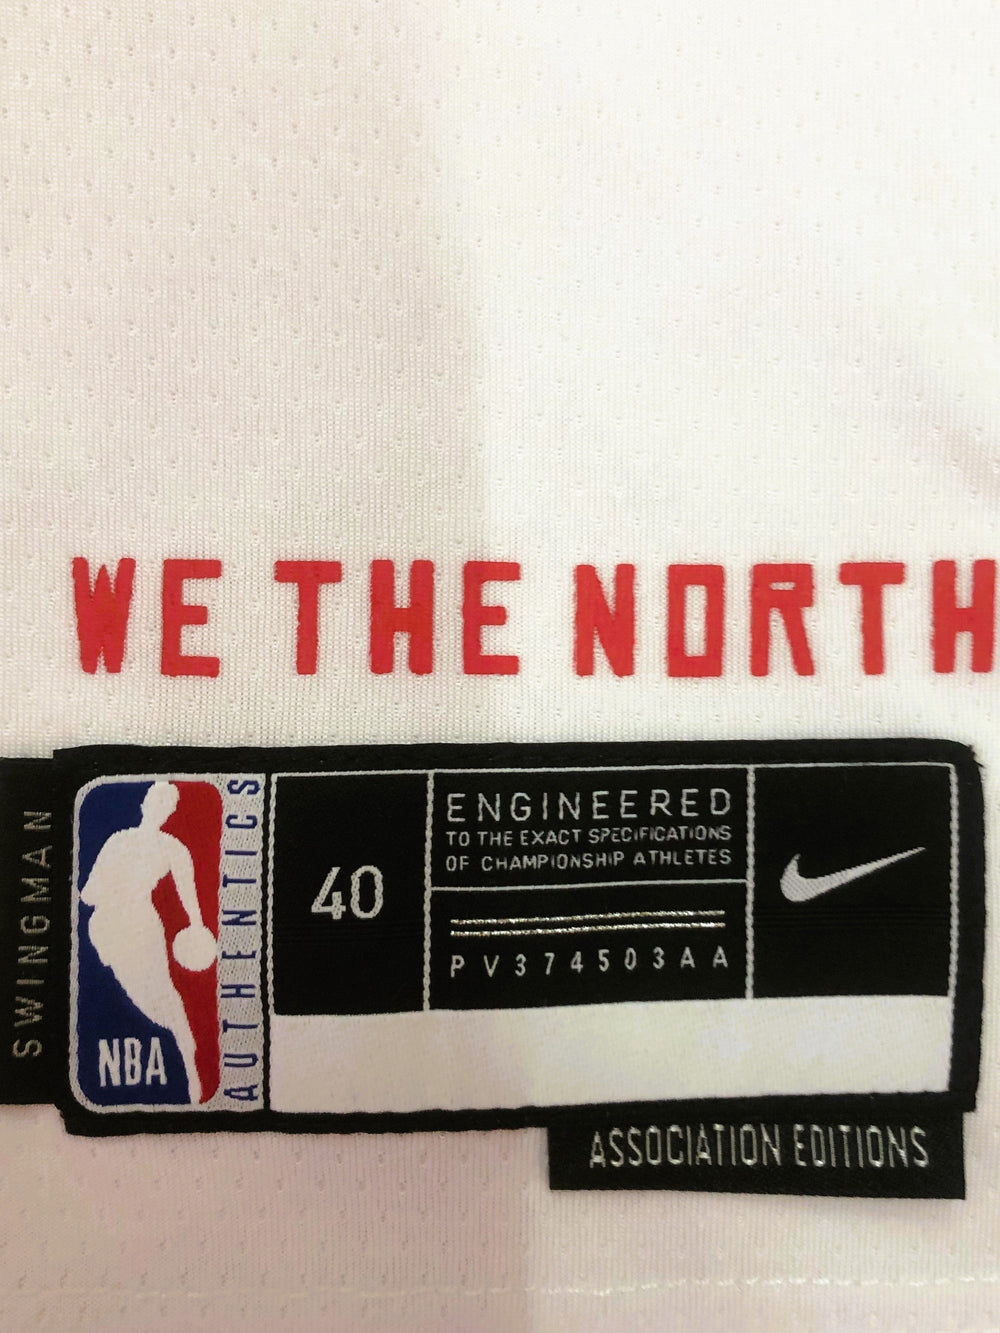 WE THE NORTH
SWINGMAN
NBA
AUTHENTICS
40
ENGINEERED
TO THE EXACT SPECIFICATIONS
OF CHAMPIONSHIP ATHLETES
PV374503AA
ASSOCIATION EDITIONS